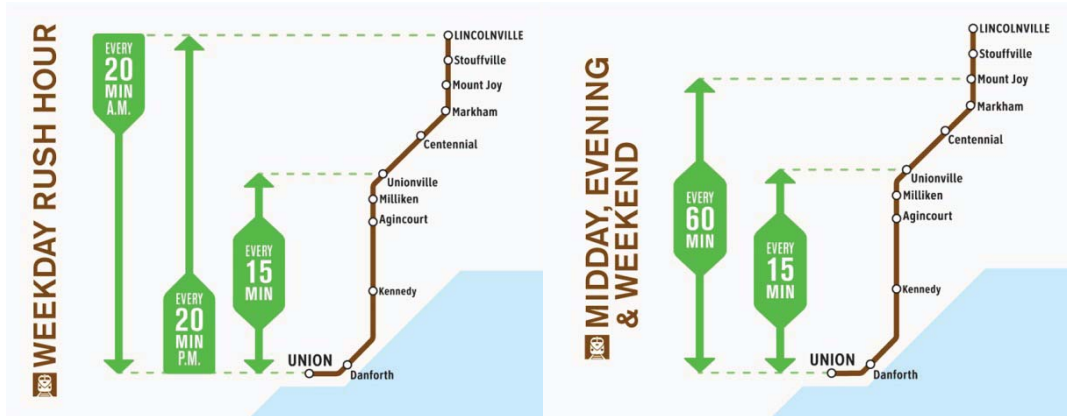 WEEKDAY RUSH HOUR
EVERY
20
MIN
A.M.
EVERY
20
MIN
P.M.
EVERY
15
MIN
LINCOLNVILLE
Stouffville
Mount Joy
Markham
Centennial
Unionville
Milliken
Agincourt
Kennedy
UNION
Danforth
MIDDAY, EVENING
& WEEKEND
EVERY
60
MIN
EVERY
15
MIN
LINCOLNVILLE
Stouffville
Mount Joy
Markham
Centennial
Unionville
Milliken
Agincourt
Kennedy
UNION
Danforth